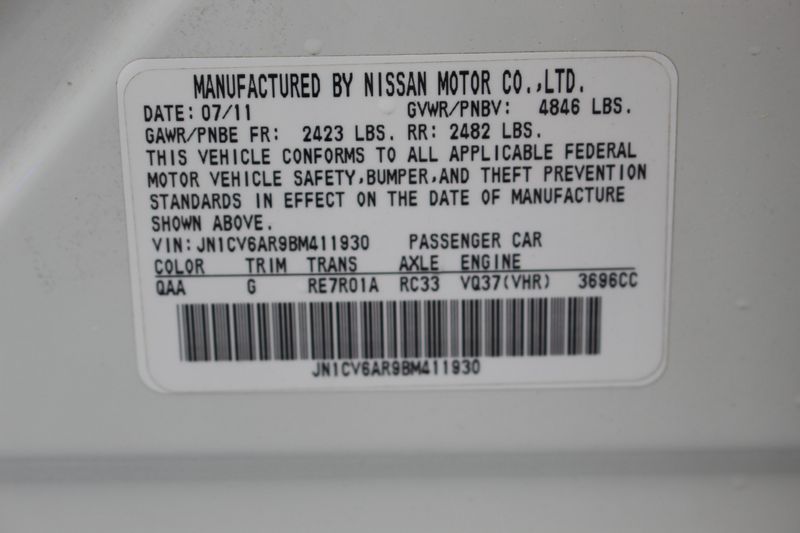 MANUFACTURED BY NISSAN MOTOR CO.,LTD.
DATE: 07/11 GVWR/PNBV: 4846 LBS.
GAWR/PNBE FR: 2423 LBS. RR: 2482 LBS.
THIS VEHICLE CONFORMS TO ALL APPLICABLE FEDERAL
MOTOR VEHICLE SAFETY,BUMPER,AND THEFT PREVENTION
STANDARDS IN EFFECT ON THE DATE OF MANUFACTURE
SHOWN ABOVE.
VIN: JN1CV6AR9BM411930 PASSENGER CAR
COLOR TRIM TRANS AXLE ENGINE
QAA G RE7R01A RC33 VQ37(VHR) 3696CC
JN1CV6AR9BM411930